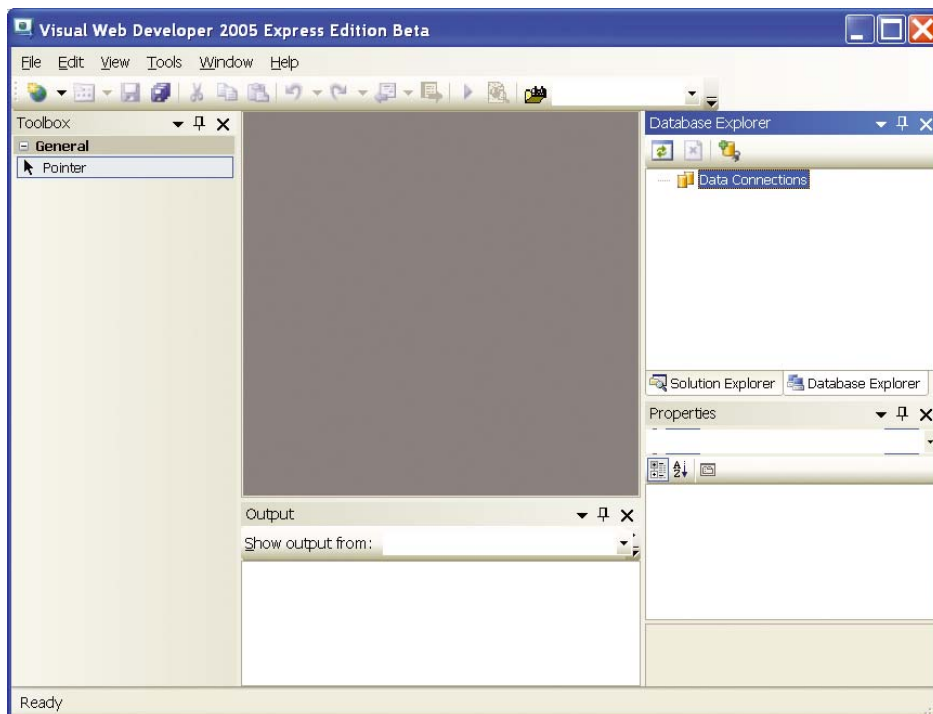 Visual Web Developer 2005 Express Edition Beta
File Edit View Tools Window Help
Toolbox
General
Pointer
Database Explorer
Data Connections
Solution Explorer Database Explorer
Properties
Output
Show output from:
Ready